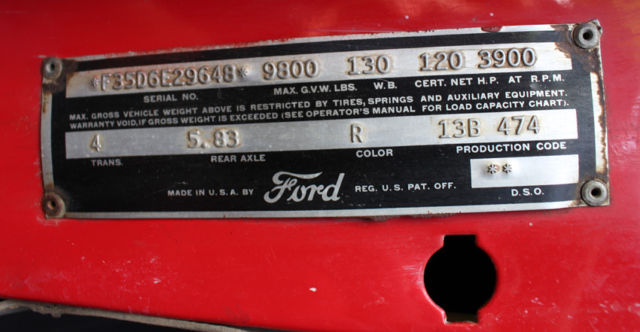 *F35D6E29648* 9800 130 120 3900
SERIAL NO. MAX. G.V.W. LBS. W.B. CERT. NET H.P. AT R.P.M.
MAX. GROSS VEHICLE WEIGHT ABOVE IS RESTRICTED BY TIRES, SPRINGS AND AUXILIARY EQUIPMENT.
WARRANTY VOID, IF GROSS WEIGHT IS EXCEEDED (SEE OPERATOR'S MANUAL FOR LOAD CAPACITY CHART).
4 5.83 R 13B 474
TRANS. REAR AXLE COLOR PRODUCTION CODE
**
MADE IN U.S.A. BY Ford REG. U.S. PAT. OFF. D.S.O.